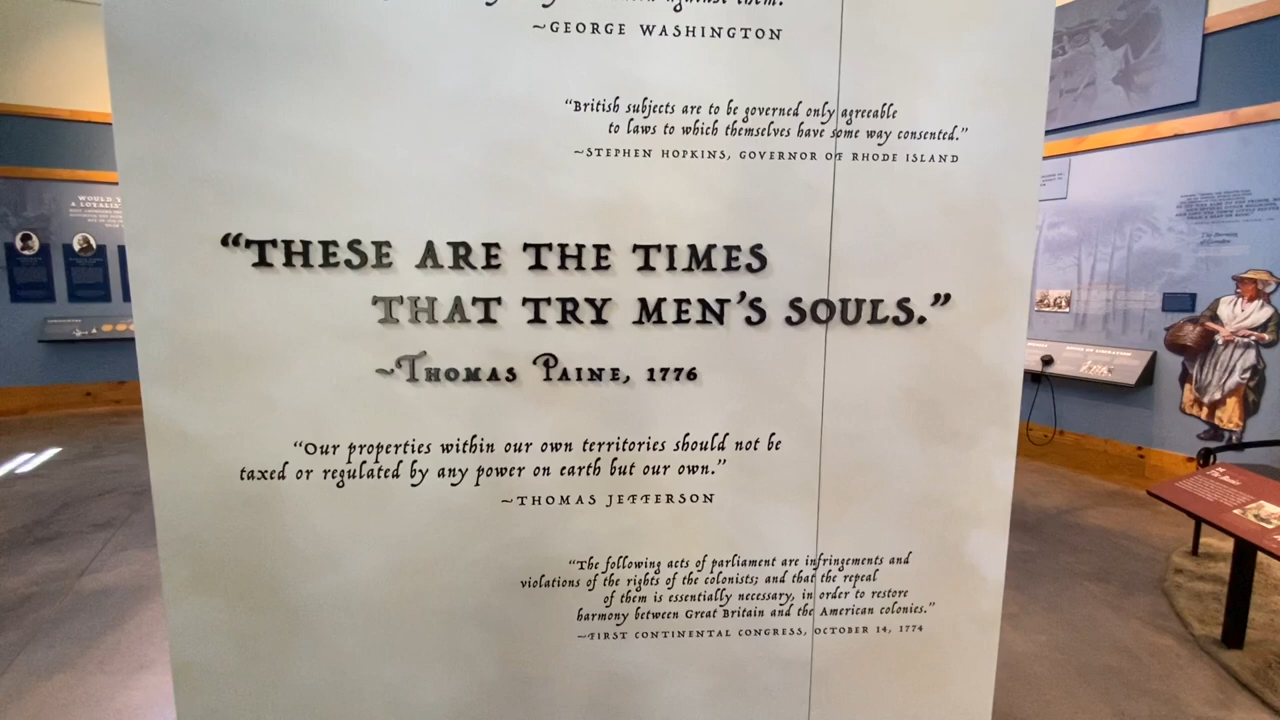 against them.
~GEORGE WASHINGTON
“British subjects are to be governed only agreeable
to laws to which themselves have some way consented.”
~STEPHEN HOPKINS, GOVERNOR OF RHODE ISLAND
“THESE ARE THE TIMES
THAT TRY MEN’S SOULS.”
~Thomas Paine, 1776
“Our properties within our own territories should not be
taxed or regulated by any power on earth but our own.”
~THOMAS JEFFERSON
“The following acts of parliament are infringements and
violations of the rights of the colonists; and that the repeal
of them is essentially necessary, in order to restore
harmony between Great Britain and the American colonies.”
~FIRST CONTINENTAL CONGRESS, OCTOBER 14, 1774
WOULD
A LOYALIST